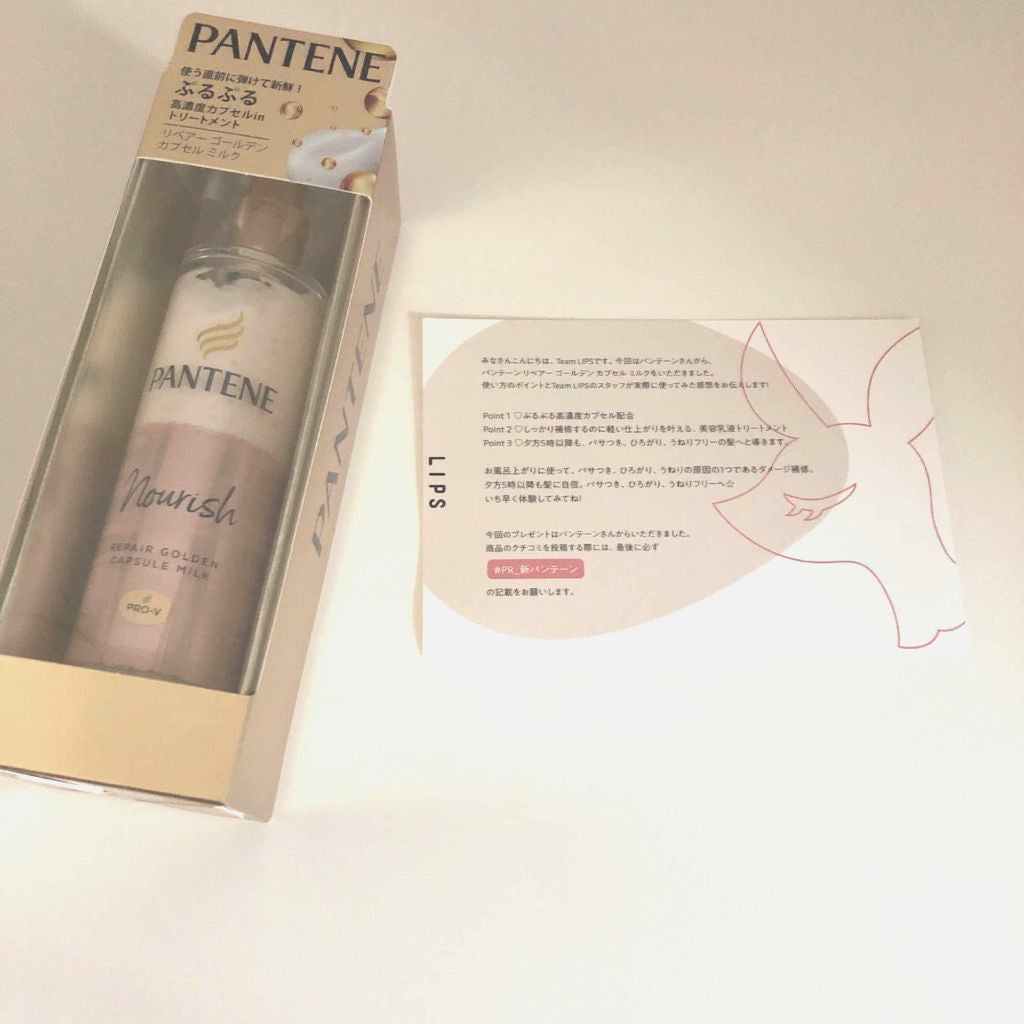 PANTENE
使う直前に弾けて新鮮！
ぷるぷる
高濃度カプセルin
トリートメント
リペアー ゴールデン
カプセル ミルク
PANTENE
Nourish
REPAIR GOLDEN
CAPSULE MILK
PRO-V
PANTENE
LIPS
みなさんこんにちは、Team LIPSです。今回はパンテーンさんから、
パンテーン リペアー ゴールデン カプセル ミルクをいただきました。
使い方のポイントとTeam LIPSのスタッフが実際に使ってみた感想をお伝えします!
Point 1 ♡ぷるぷる高濃度カプセル配合
Point 2 ♡しっかり補修するのに軽い仕上がりを叶える、美容乳液トリートメント
Point 3 ♡夕方5時以降も、パサつき、ひろがり、うねりフリーの髪へと導きます。
お風呂上がりに使って、パサつき、ひろがり、うねりの原因の1つであるダメージ補修。
夕方5時以降も髪に自信。パサつき、ひろがり、うねりフリーへ☆
いち早く体験してみてね!
今回のプレゼントはパンテーンさんからいただきました。
商品のクチコミを投稿する際には、最後に必ず
#PR_新パンテーン
の記載をお願いします。